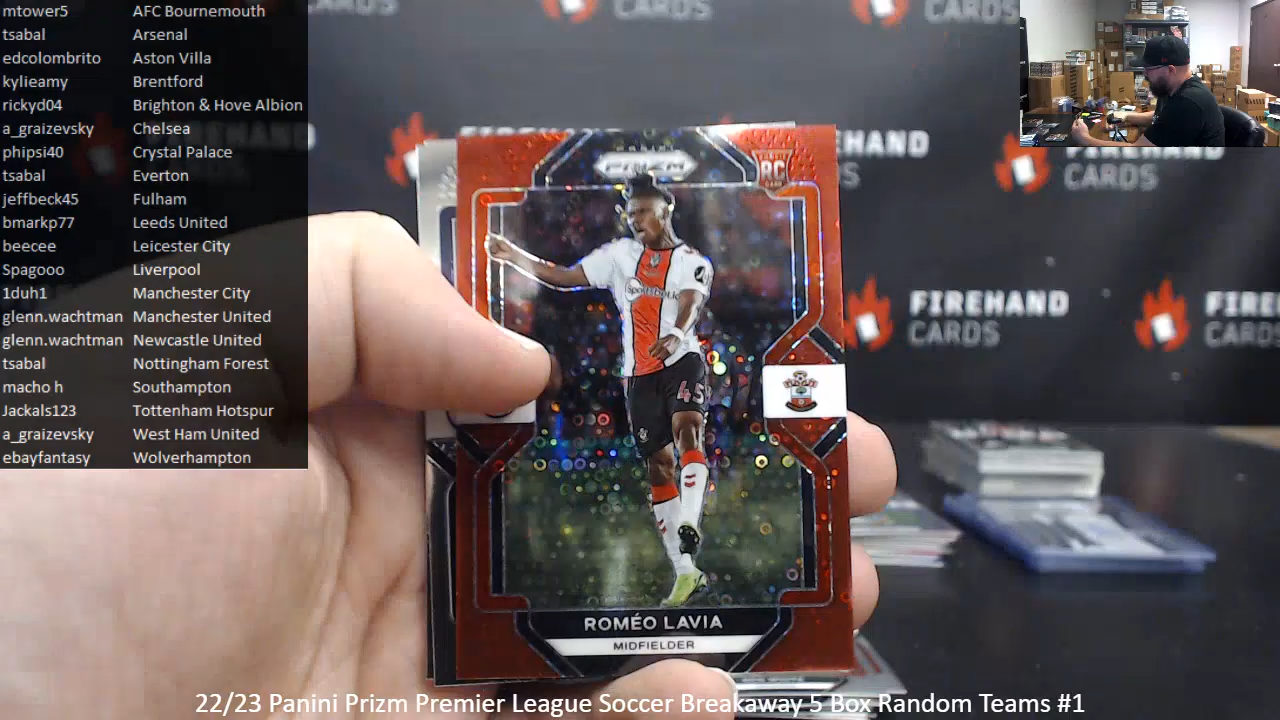 mtower5 AFC Bournemouth
tsabal Arsenal
edcolombrito Aston Villa
kylieamy Brentford
rickyd04 Brighton & Hove Albion
a_graizevsky Chelsea
phipsi40 Crystal Palace
tsabal Everton
jeffbeck45 Fulham
bmarkp77 Leeds United
beecee Leicester City
Spagooo Liverpool
1duh1 Manchester City
glenn.wachtman Manchester United
glenn.wachtman Newcastle United
tsabal Nottingham Forest
macho h Southampton
Jackals123 Tottenham Hotspur
a_graizevsky West Ham United
ebayfantasy Wolverhampton
CARDS
CARDS
CARDS
FIREHAND
CARDS
FIREHAND
CARDS
PANINI
PRIZM
RC
45
ROMÉO LAVIA
MIDFIELDER
22/23 Panini Prizm Premier League Soccer Breakaway 5 Box Random Teams #1